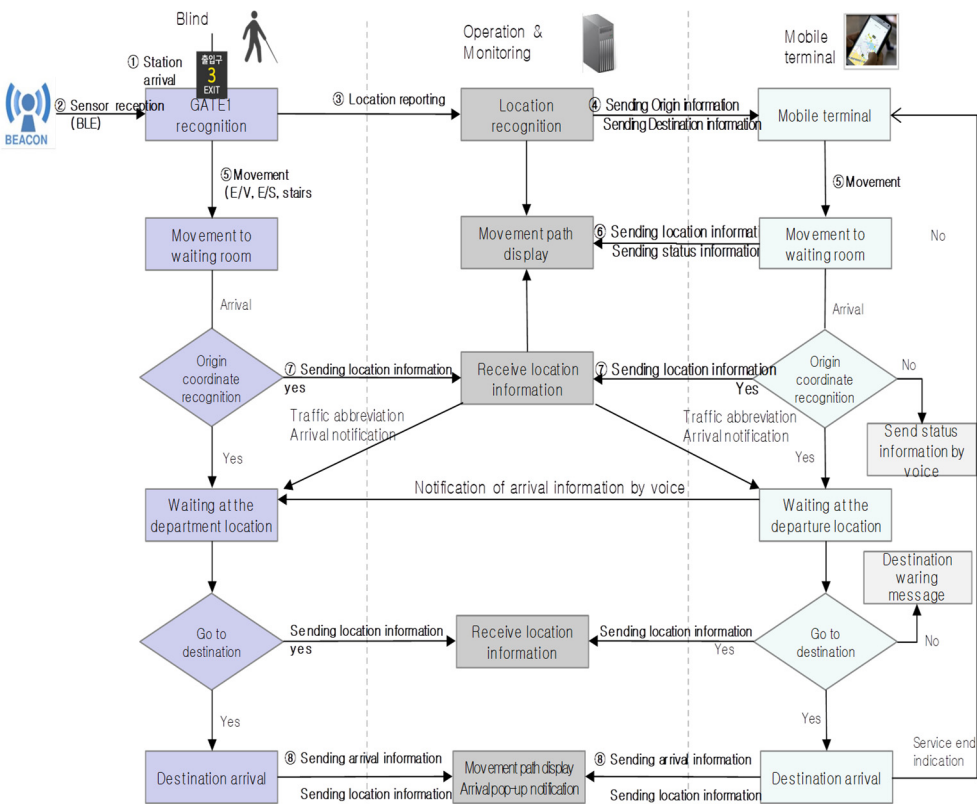 Blind
Operation &
Monitoring
Mobile
terminal
① Station
arrival
출입구
3
EXIT
② Sensor reception
(BLE)
BEACON
GATE1
recognition
③ Location reporting
Location
recognition
④ Sending Origin information
Sending Destination information
Mobile terminal
⑤ Movement
(E/V, E/S, stairs
⑤ Movement
Movement to
waiting room
Movement path
display
⑥ Sending location informat
Sending status information
Movement to
waiting room
No
Arrival
Arrival
Origin
coordinate
recognition
⑦ Sending location information
yes
Receive location
information
⑦ Sending location information
Yes
Origin
coordinate
recognition
No
Traffic abbreviation
Arrival notification
Traffic abbreviation
Arrival notification
Send status
information by
voice
Yes
Yes
Waiting at the
department location
Notification of arrival information by voice
Waiting at the
departure location
Destination
waring
message
Go to
destination
Sending location information
yes
Receive location
information
Sending location information
Yes
Go to
destination
No
Yes
Yes
Service end
indication
Destination arrival
⑧ Sending arrival information
Sending location information
Movement path display
Arrival pop-up notification
⑧ Sending arrival information
Sending location information
Destination arrival